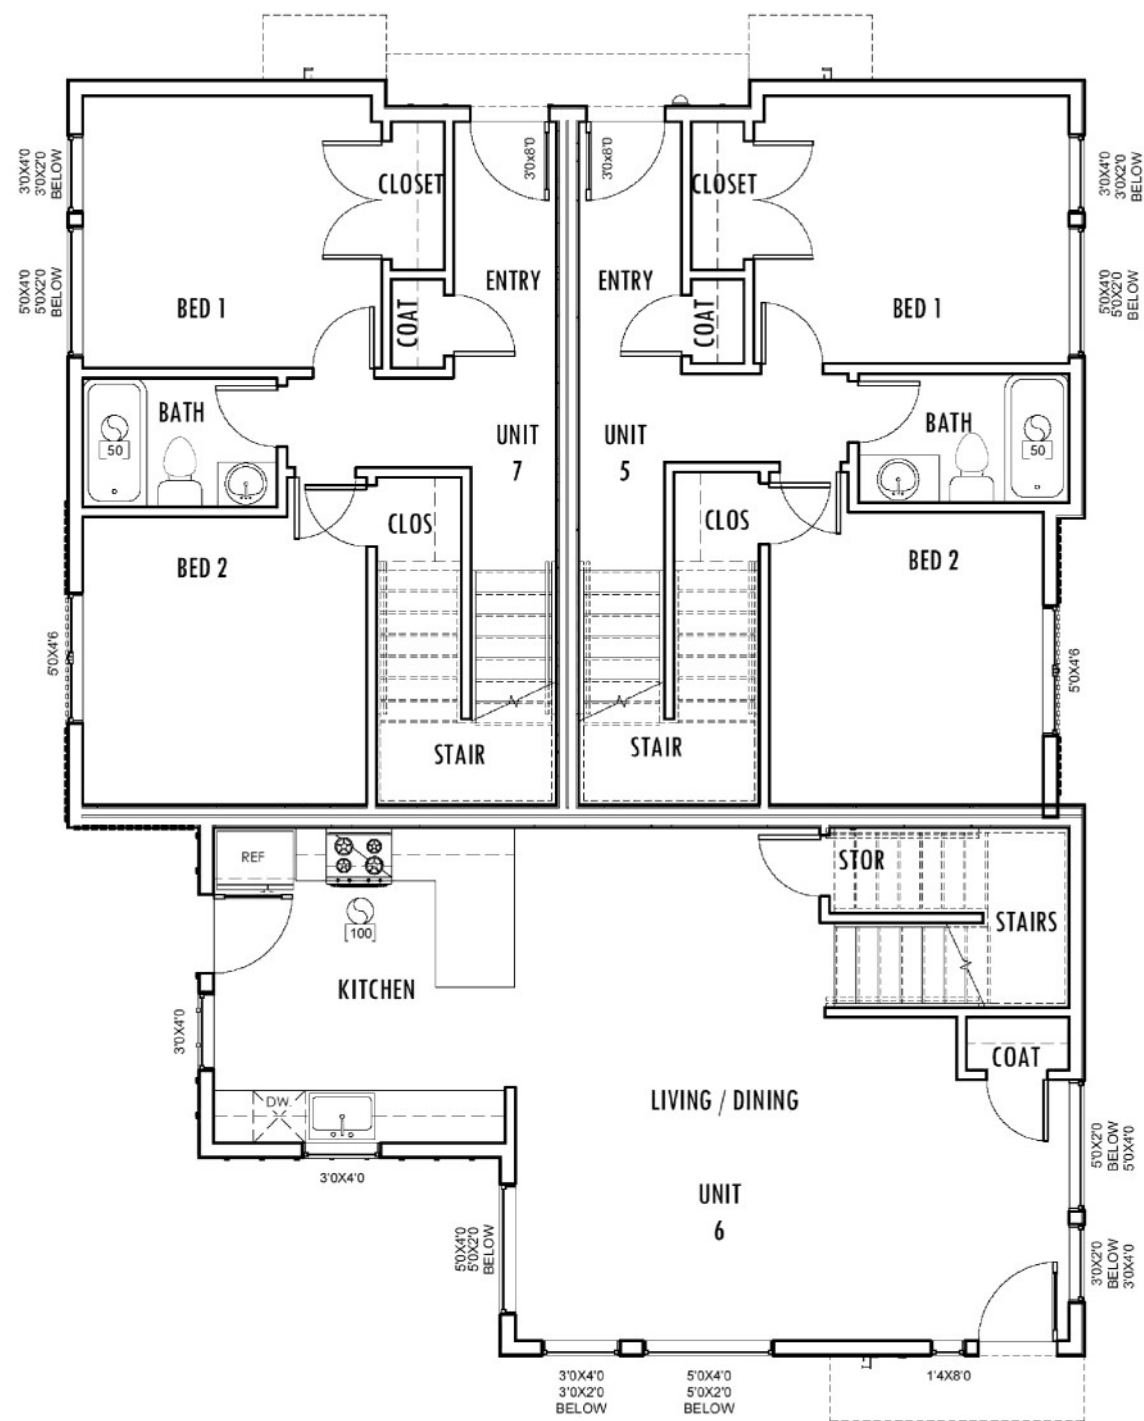 3'0X4'0
3'0X2'0
BELOW
5'0X4'0
5'0X2'0
BELOW
CLOSET
3'0X8'0
3'0X8'0
CLOSET
3'0X4'0
3'0X2'0
BELOW
5'0X4'0
5'0X2'0
BELOW
BED 1
COAT
ENTRY
ENTRY
COAT
BED 1
BATH
50
UNIT
7
UNIT
5
BATH
50
CLOS
CLOS
BED 2
BED 2
5'0X4'6
5'0X4'6
STAIR
STAIR
REF
100
STOR
STAIRS
KITCHEN
3'0X4'0
COAT
DW.
LIVING / DINING
3'0X4'0
5'0X2'0
BELOW
5'0X4'0
UNIT
6
5'0X4'0
5'0X2'0
BELOW
3'0X2'0
BELOW
3'0X4'0
3'0X4'0
3'0X2'0
BELOW
5'0X4'0
5'0X2'0
BELOW
1'4X8'0